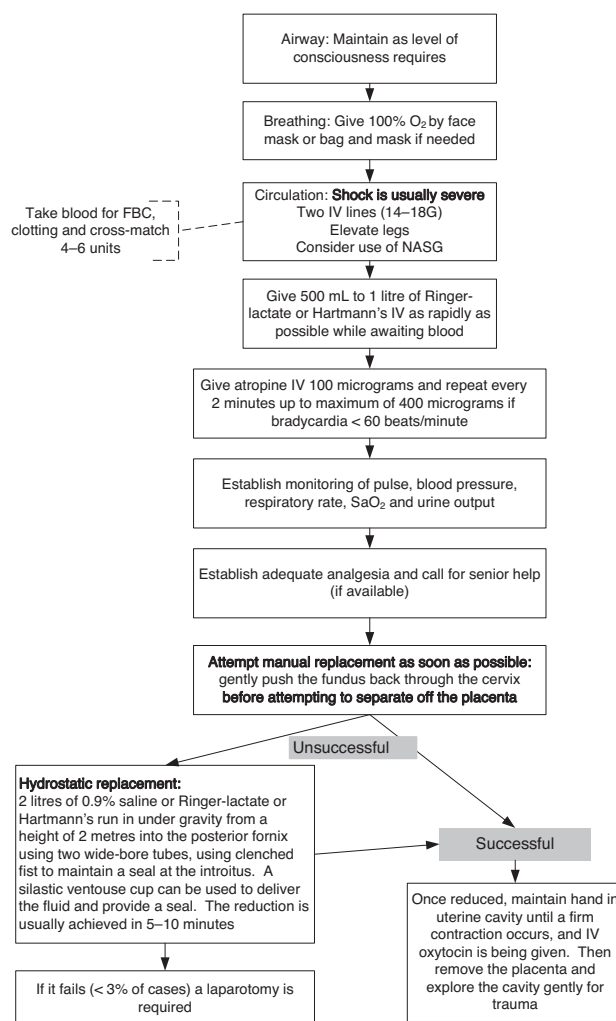 Airway: Maintain as level of
consciousness requires
Breathing: Give 100% O₂ by face
mask or bag and mask if needed
Circulation: Shock is usually severe
Two IV lines (14–18G)
Elevate legs
Consider use of NASG
Take blood for FBC,
clotting and cross-match
4–6 units
Give 500 mL to 1 litre of Ringer-
lactate or Hartmann’s IV as rapidly as
possible while awaiting blood
Give atropine IV 100 micrograms and repeat every
2 minutes up to maximum of 400 micrograms if
bradycardia < 60 beats/minute
Establish monitoring of pulse, blood pressure,
respiratory rate, SaO₂ and urine output
Establish adequate analgesia and call for senior help
(if available)
Attempt manual replacement as soon as possible:
gently push the fundus back through the cervix
before attempting to separate off the placenta
Unsuccessful
Hydrostatic replacement:
2 litres of 0.9% saline or Ringer-lactate or
Hartmann’s run in under gravity from a
height of 2 metres into the posterior fornix
using two wide-bore tubes, using clenched
fist to maintain a seal at the introitus. A
silastic ventouse cup can be used to deliver
the fluid and provide a seal. The reduction is
usually achieved in 5–10 minutes
Successful
Once reduced, maintain hand in
uterine cavity until a firm
contraction occurs, and IV
oxytocin is being given. Then
remove the placenta and
explore the cavity gently for
trauma
If it fails (< 3% of cases) a laparotomy is
required